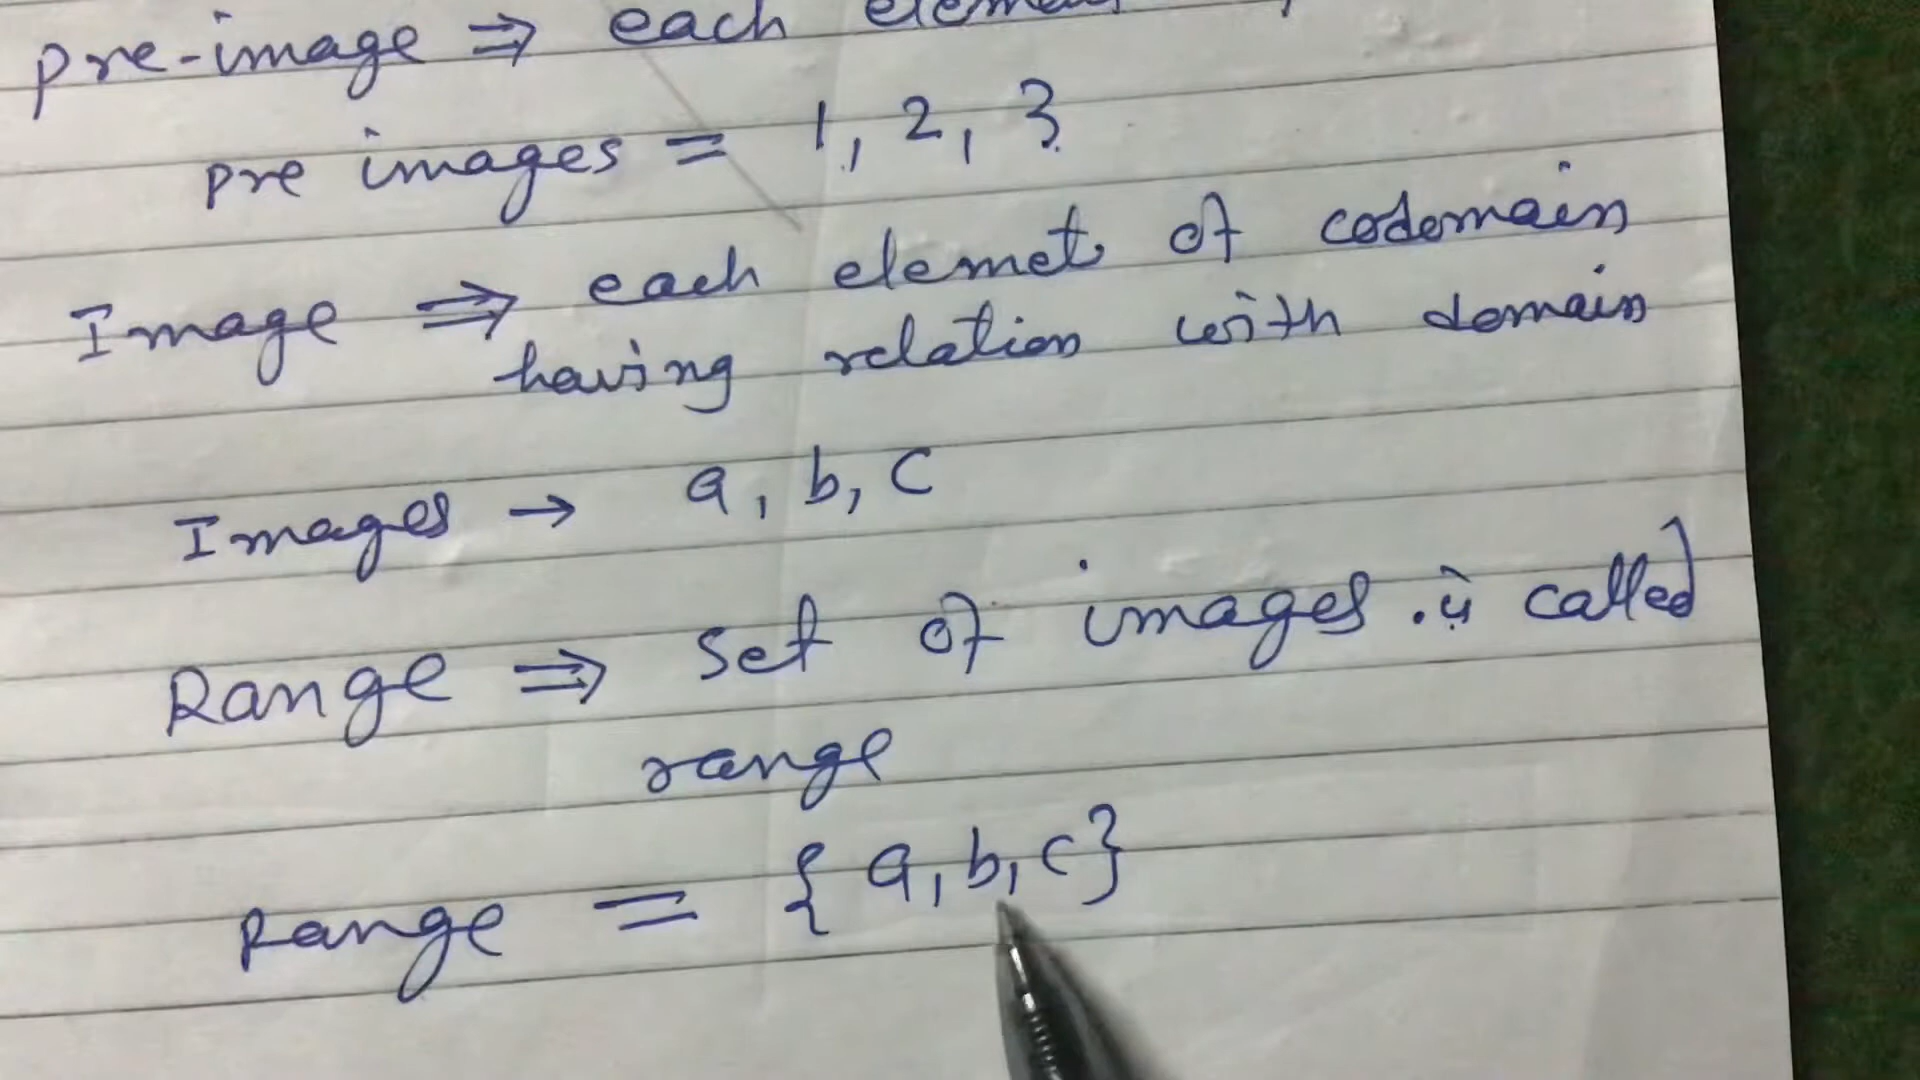 pre-image ⇒ each element
pre images = 1, 2, 3
Image ⇒ each elemet of codomain
having relation with domain
Images → a, b, c
Range ⇒ set of images is called
range
Range = {a, b, c}